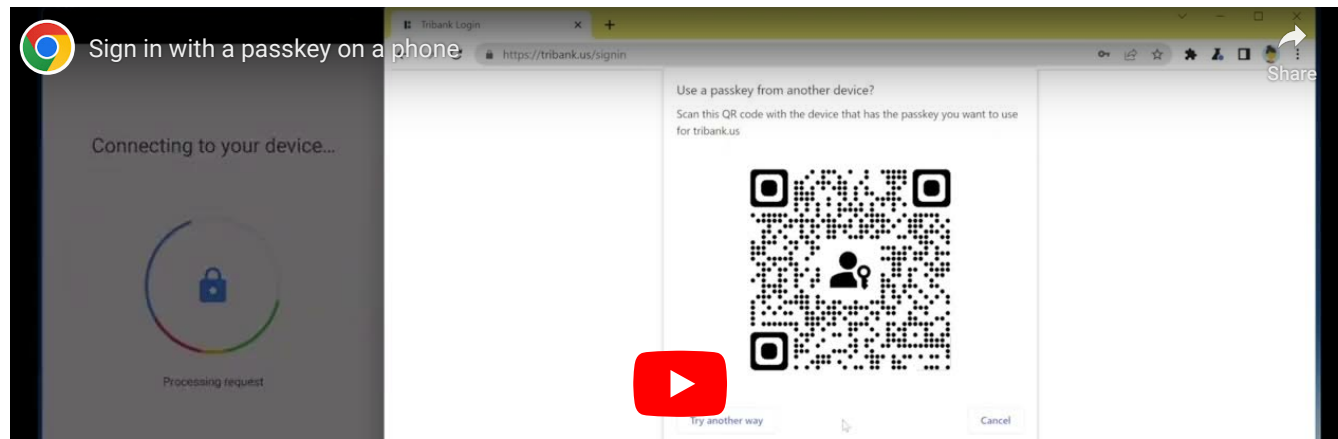 Tribank Login
Sign in with a passkey on a phone
https://tribank.us/signin
Share
Use a passkey from another device?
Scan this QR code with the device that has the passkey you want to use
for tribank.us
Connecting to your device...
Processing request
Try another way
Cancel